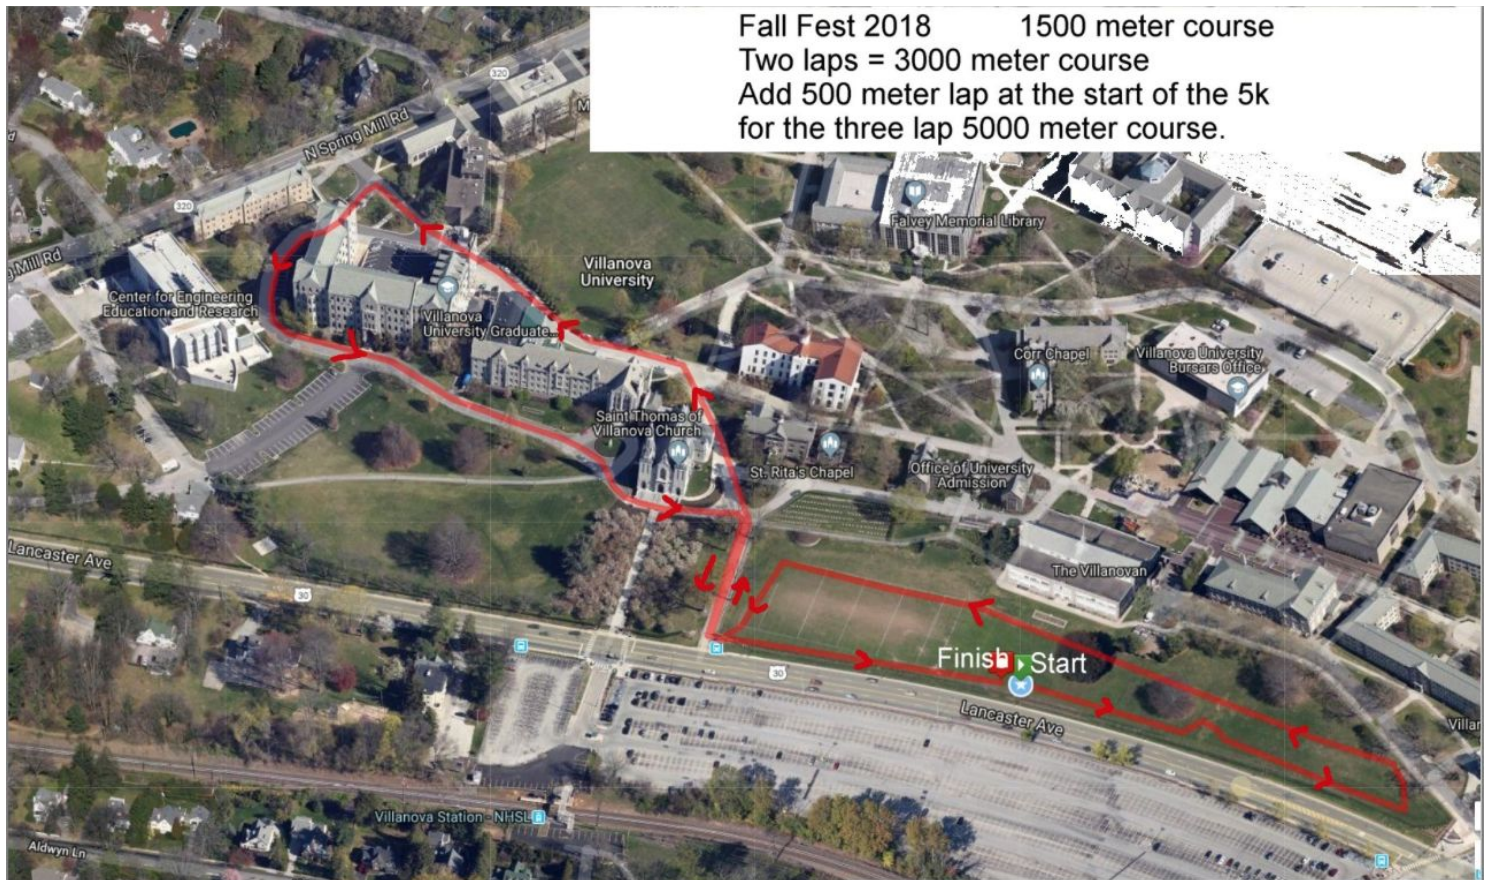 Fall Fest 2018 1500 meter course
Two laps = 3000 meter course
Add 500 meter lap at the start of the 5k
for the three lap 5000 meter course.
320
N Spring Mill Rd
M
320
Mill Rd
Falvey Memorial Library
Villanova
University
Center for Engineering
Education and Research
Villanova
University Graduate...
Corr Chapel
Villanova University
Bursars Office
Saint Thomas of
Villanova Church
St. Rita's Chapel
Office of University
Admission
Lancaster Ave
30
The Villanovan
Finish
Start
30
Lancaster Ave
Villar
Villanova Station - NHSL
Aldwyn Ln